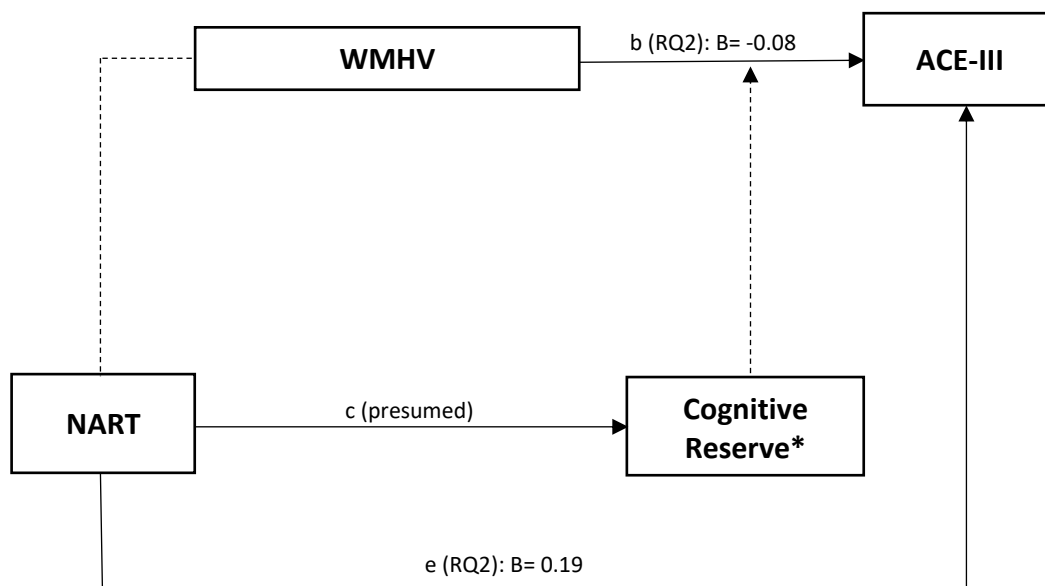 b (RQ2): B= -0.08
WMHV
ACE-III
NART
c (presumed)
Cognitive
Reserve*
e (RQ2): B= 0.19